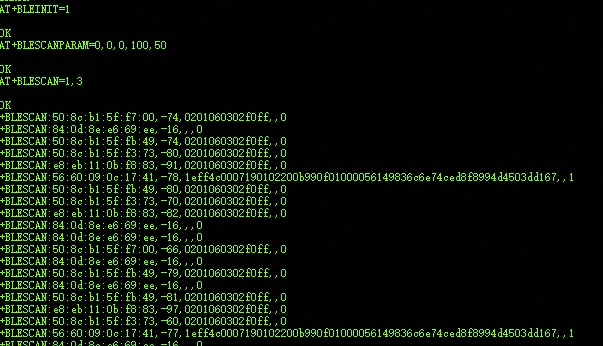 AT+BLEINIT=1
OK
AT+BLESCANPARAM=0,0,0,100,50
OK
AT+BLESCAN=1,3
OK
+BLESCAN:50:8c:b1:5f:f7:00,-74,0201060302f0ff,,0
+BLESCAN:84:0d:8e:e6:69:ee,-16,,,0
+BLESCAN:50:8c:b1:5f:fb:49,-74,0201060302f0ff,,0
+BLESCAN:50:8c:b1:5f:f3:73,-80,0201060302f0ff,,0
+BLESCAN:e8:eb:11:0b:f8:83,-91,0201060302f0ff,,0
+BLESCAN:56:60:09:0c:17:41,-78,1eff4c0007190102200b990f01000056149836c6e74ced8f8994d4503dd167,,1
+BLESCAN:50:8c:b1:5f:fb:49,-80,0201060302f0ff,,0
+BLESCAN:50:8c:b1:5f:f3:73,-70,0201060302f0ff,,0
+BLESCAN:e8:eb:11:0b:f8:83,-82,0201060302f0ff,,0
+BLESCAN:84:0d:8e:e6:69:ee,-16,,,0
+BLESCAN:84:0d:8e:e6:69:ee,-16,,,0
+BLESCAN:50:8c:b1:5f:f7:00,-66,0201060302f0ff,,0
+BLESCAN:84:0d:8e:e6:69:ee,-16,,,0
+BLESCAN:50:8c:b1:5f:fb:49,-79,0201060302f0ff,,0
+BLESCAN:84:0d:8e:e6:69:ee,-16,,,0
+BLESCAN:50:8c:b1:5f:fb:49,-81,0201060302f0ff,,0
+BLESCAN:e8:eb:11:0b:f8:83,-97,0201060302f0ff,,0
+BLESCAN:50:8c:b1:5f:f3:73,-60,0201060302f0ff,,0
+BLESCAN:56:60:09:0c:17:41,-77,1eff4c0007190102200b990f01000056149836c6e74ced8f8994d4503dd167,,1
+BLESCAN:84:0d:8e:e6:69:ee,-16,,,0